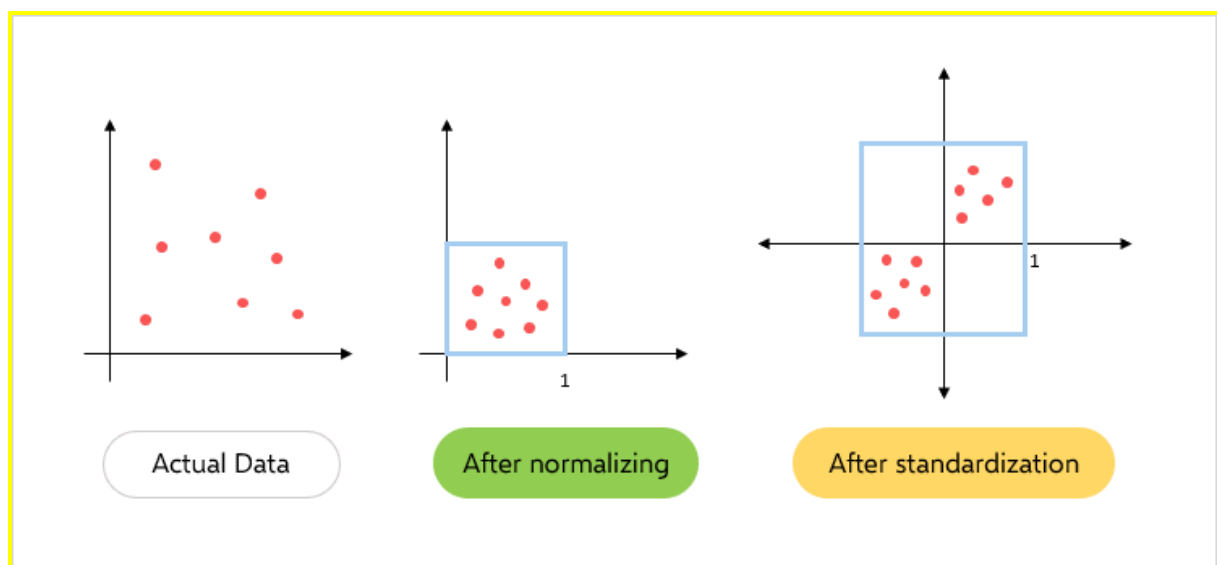 1
1
Actual Data
After normalizing
After standardization